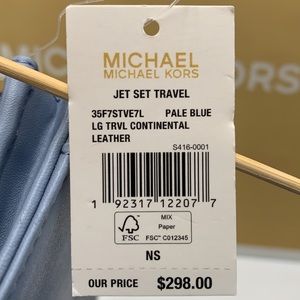 MICHAEL
MICHAEL KORS
JET SET TRAVEL
35F7STVE7L PALE BLUE
LG TRVL CONTINENTAL
LEATHER
S416-0001
1 92317 12207 7
FSC
MIX
Paper
FSC™ C012345
NS
OUR PRICE $298.00